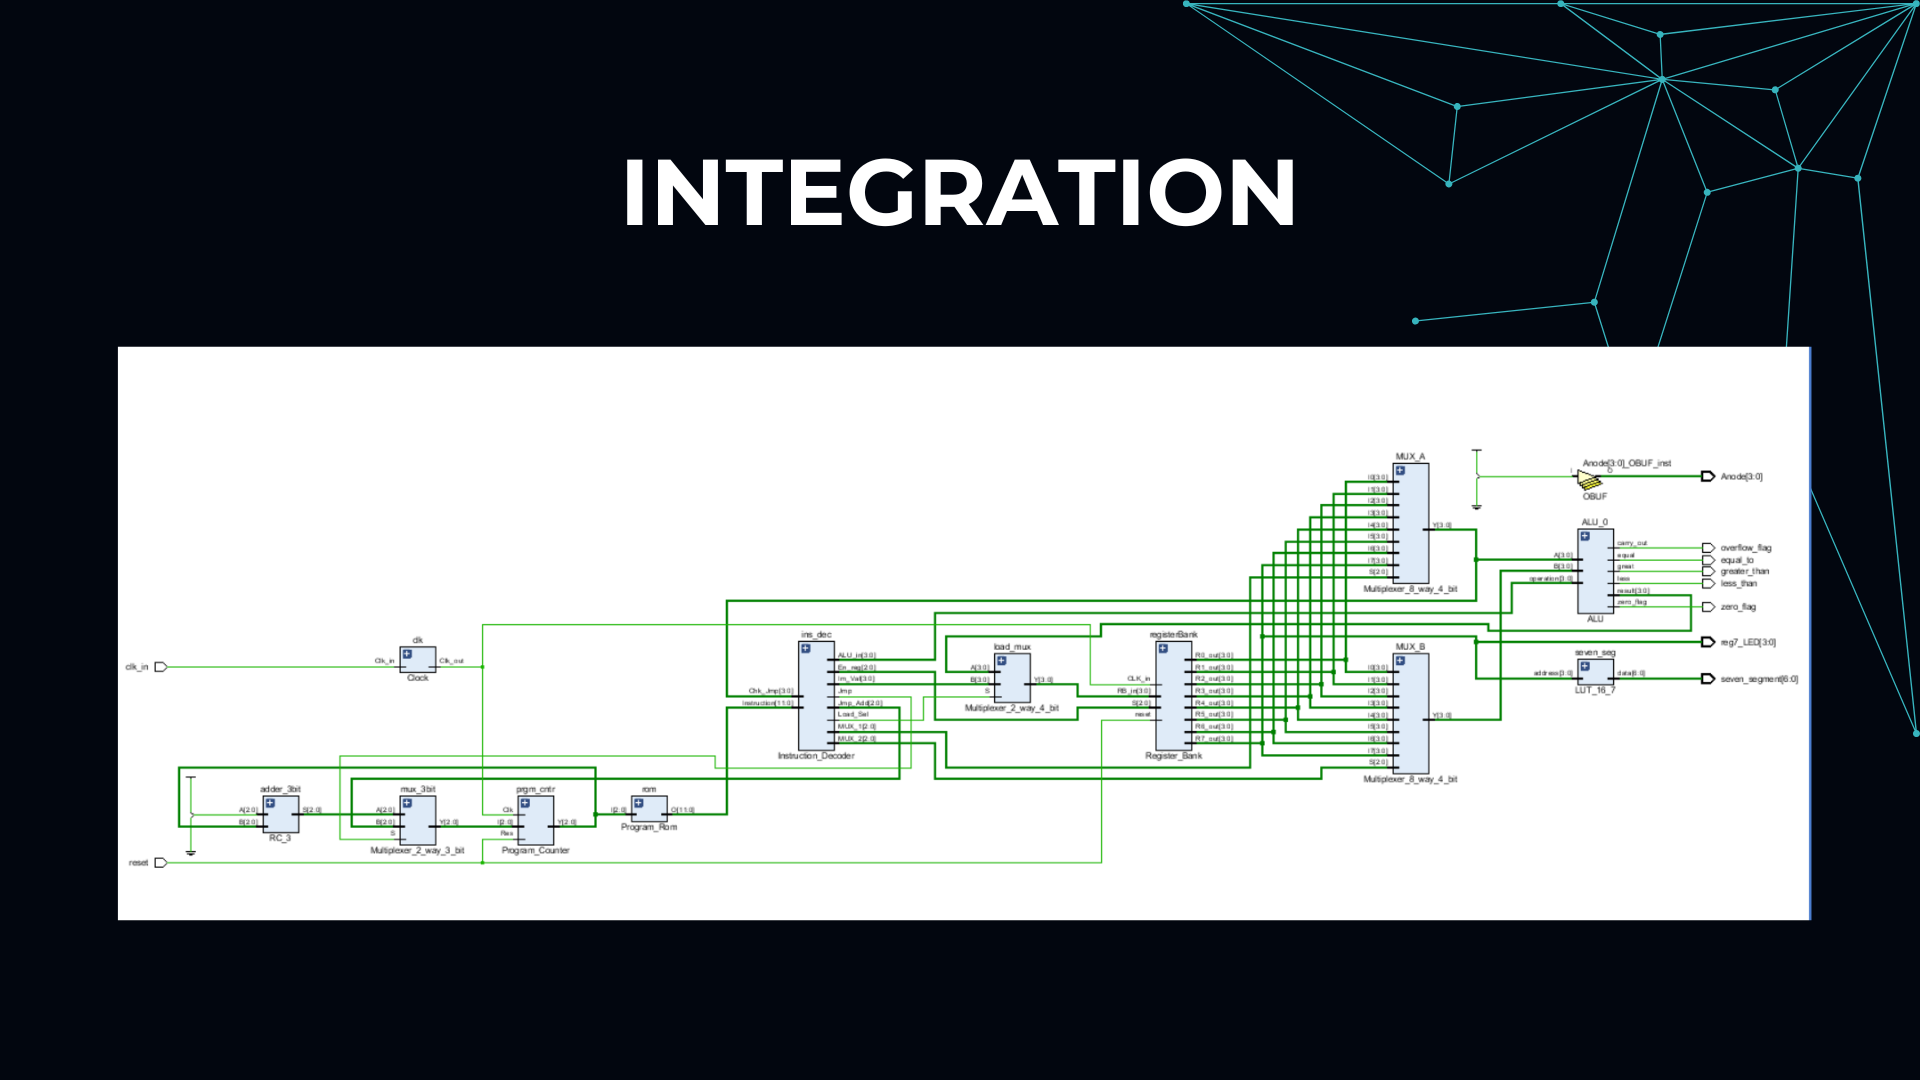 INTEGRATION
MUX_A
I0[3:0]
I1[3:0]
I2[3:0]
I3[3:0]
I4[3:0]
I5[3:0]
I6[3:0]
I7[3:0]
S[2:0]
Y[3:0]
Multiplexer_8_way_4_bit
Anode[3:0]_OBUF_inst
I
O
OBUF
Anode[3:0]
ALU_0
A[3:0]
B[3:0]
operation[3:0]
carry_out
equal
great
less
result[3:0]
zero_flag
ALU
overflow_flag
equal_to
greater_than
less_than
zero_flag
reg7_LED[3:0]
seven_seg
address[3:0]
data[6:0]
LUT_16_7
seven_segment[6:0]
clk_in
clk
Clk_in
Clk_out
Clock
ins_dec
Chk_Jmp[3:0]
Instruction[11:0]
ALU_in[3:0]
En_reg[2:0]
Im_Val[3:0]
Jmp
Jmp_Add[2:0]
Load_Sel
MUX_1[2:0]
MUX_2[2:0]
Instruction_Decoder
load_mux
A[3:0]
B[3:0]
S
Y[3:0]
Multiplexer_2_way_4_bit
registerBank
CLK_in
RB_in[3:0]
S[2:0]
reset
R0_out[3:0]
R1_out[3:0]
R2_out[3:0]
R3_out[3:0]
R4_out[3:0]
R5_out[3:0]
R6_out[3:0]
R7_out[3:0]
Register_Bank
MUX_B
I0[3:0]
I1[3:0]
I2[3:0]
I3[3:0]
I4[3:0]
I5[3:0]
I6[3:0]
I7[3:0]
S[2:0]
Y[3:0]
Multiplexer_8_way_4_bit
adder_3bit
A[2:0]
B[2:0]
S[2:0]
RC_3
mux_3bit
A[2:0]
B[2:0]
S
Y[2:0]
Multiplexer_2_way_3_bit
prgm_cntr
Clk
I[2:0]
Res
Y[2:0]
Program_Counter
rom
I[2:0]
O[11:0]
Program_Rom
reset